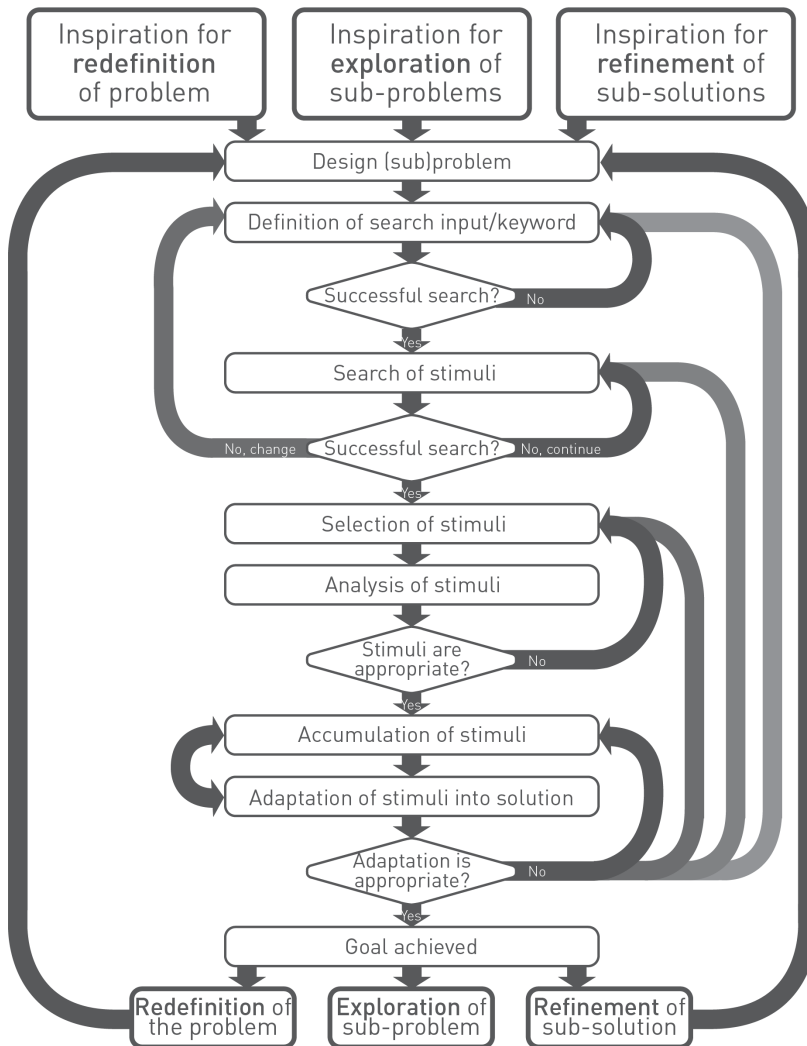 Inspiration for
redefinition
of problem
Inspiration for
exploration of
sub-problems
Inspiration for
refinement of
sub-solutions
Design (sub)problem
Definition of search input/keyword
Successful search?
No
Yes
Search of stimuli
No, change
Successful search?
No, continue
Yes
Selection of stimuli
Analysis of stimuli
Stimuli are
appropriate?
No
Yes
Accumulation of stimuli
Adaptation of stimuli into solution
Adaptation is
appropriate?
No
Yes
Goal achieved
Redefinition of
the problem
Exploration of
sub-problem
Refinement of
sub-solution